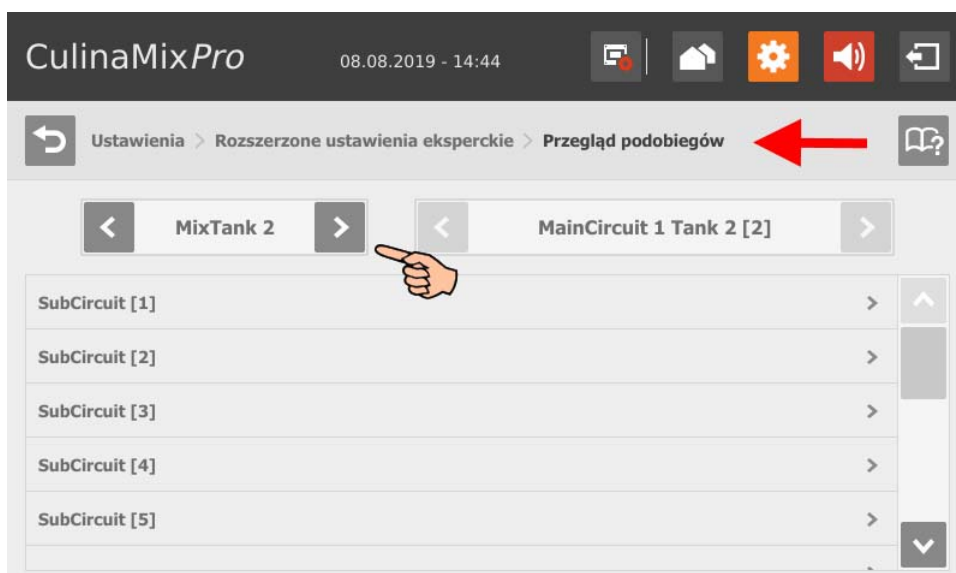 CulinaMixPro 08.08.2019 - 14:44
Ustawienia > Rozszerzone ustawienia eksperckie > Przegląd podobiegów
MixTank 2 MainCircuit 1 Tank 2 [2]
SubCircuit [1]
SubCircuit [2]
SubCircuit [3]
SubCircuit [4]
SubCircuit [5]